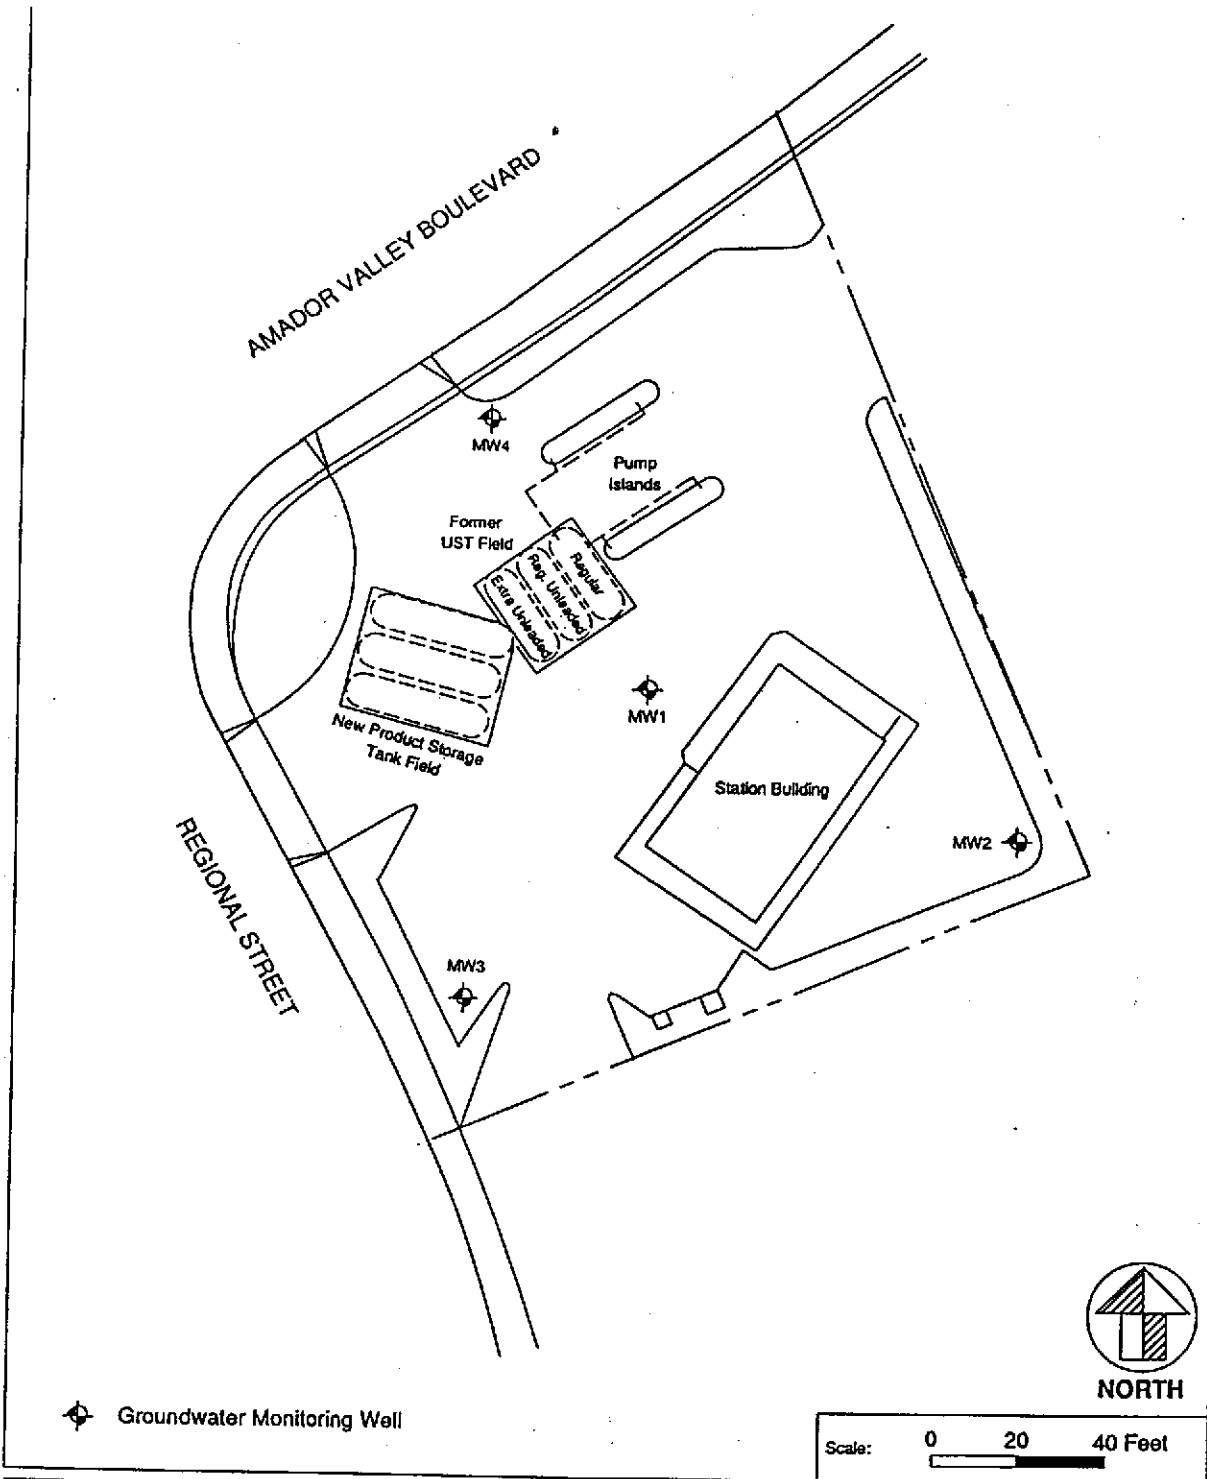 AMADOR VALLEY BOULEVARD
MW4
Pump
Islands
Former
UST Field
Regular
Reg. Unleaded
Extra Unleaded
New Product Storage
Tank Field
MW1
Station Building
MW2
REGIONAL STREET
MW3
NORTH
Groundwater Monitoring Well
Scale: 0 20 40 Feet